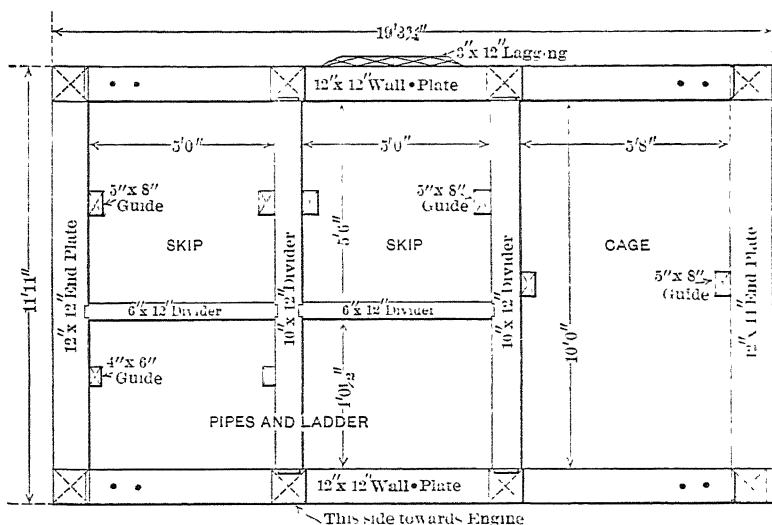 19'3¼"
3"x 12" Lagging
12"x 12" Wall•Plate
5'0"
5'0"
5'8"
5"x 8"
Guide
5"x 8"
Guide
5'6"
SKIP
SKIP
CAGE
5"x 8"
Guide
11'11"
12"x 12" End Plate
10"x 12" Divider
10"x 12" Divider
6"x 12" Divider
6"x 12" Divider
4"x 6"
Guide
4'0½"
10'0"
PIPES AND LADDER
12"x 12" Wall•Plate
This side towards Engine